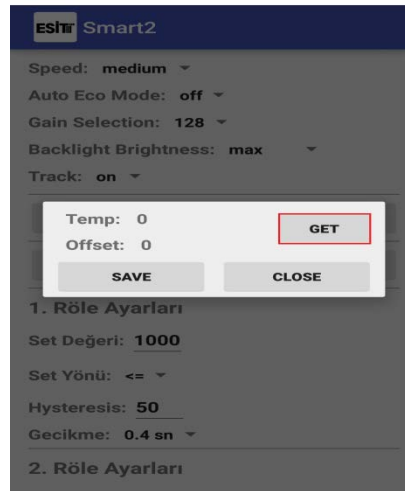 ESİT Smart2
Speed: medium
Auto Eco Mode: off
Gain Selection: 128
Backlight Brightness: max
Track: on
Temp: 0
GET
Offset: 0
SAVE CLOSE
1. Röle Ayarları
Set Değeri: 1000
Set Yönü: <=
Hysteresis: 50
Gecikme: 0.4 sn
2. Röle Ayarları